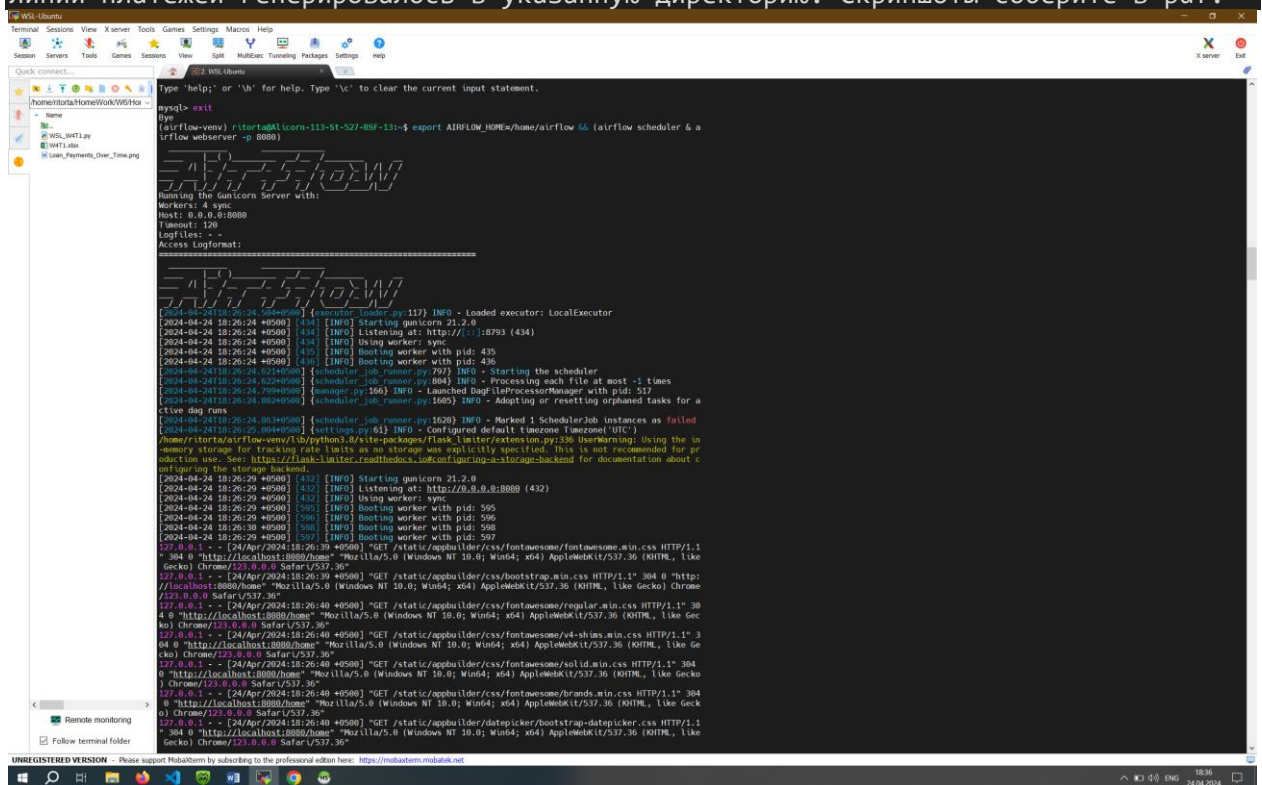 линии платежей генерировалось в указанную директорию. Скриншоты соберите в
WSL-Ubuntu
Terminal Sessions View X server Tools Games Settings Macros Help
Session Servers Tools Games Sessions View Split MultiExec Tunneling Packages Settings Help X server Exit
Quick connect... 2. WSL-Ubuntu
/home/ritorta/HomeWork/W6/Hor
Name
..
WSL_W4T1.py
W4T1.xlsx
Loan_Payments_Over_Time.png
Type 'help;' or '\h' for help. Type '\c' to clear the current input statement.
mysql> exit
Bye
(airflow-venv) ritorta@Alicorn-113-St-527-BSF-13:~$ export AIRFLOW_HOME=/home/airflow && (airflow scheduler & a
irflow webserver -p 8080)
Running the Gunicorn Server with:
Workers: 4 sync
Host: 0.0.0.0:8080
Timeout: 120
Logfiles: - -
Access Logformat:
=================================================================
[2024-04-24T18:26:24.504+0500] {executor_loader.py:117} INFO - Loaded executor: LocalExecutor
[2024-04-24 18:26:24 +0500] [434] [INFO] Starting gunicorn 21.2.0
[2024-04-24 18:26:24 +0500] [434] [INFO] Listening at: http://[::]:8793 (434)
[2024-04-24 18:26:24 +0500] [434] [INFO] Using worker: sync
[2024-04-24 18:26:24 +0500] [435] [INFO] Booting worker with pid: 435
[2024-04-24 18:26:24 +0500] [436] [INFO] Booting worker with pid: 436
[2024-04-24T18:26:24.621+0500] {scheduler_job_runner.py:797} INFO - Starting the scheduler
[2024-04-24T18:26:24.622+0500] {scheduler_job_runner.py:804} INFO - Processing each file at most -1 times
[2024-04-24T18:26:24.799+0500] {manager.py:166} INFO - Launched DagFileProcessorManager with pid: 517
[2024-04-24T18:26:24.802+0500] {scheduler_job_runner.py:1605} INFO - Adopting or resetting orphaned tasks for a
ctive dag runs
[2024-04-24T18:26:24.863+0500] {scheduler_job_runner.py:1628} INFO - Marked 1 SchedulerJob instances as failed
[2024-04-24T18:26:25.004+0500] {settings.py:61} INFO - Configured default timezone Timezone('UTC')
/home/ritorta/airflow-venv/lib/python3.8/site-packages/flask_limiter/extension.py:336 UserWarning: Using the in
-memory storage for tracking rate limits as no storage was explicitly specified. This is not recommended for pr
oduction use. See: https://flask-limiter.readthedocs.io#configuring-a-storage-backend for documentation about c
onfiguring the storage backend.
[2024-04-24 18:26:29 +0500] [432] [INFO] Starting gunicorn 21.2.0
[2024-04-24 18:26:29 +0500] [432] [INFO] Listening at: http://0.0.0.0:8080 (432)
[2024-04-24 18:26:29 +0500] [432] [INFO] Using worker: sync
[2024-04-24 18:26:29 +0500] [595] [INFO] Booting worker with pid: 595
[2024-04-24 18:26:29 +0500] [596] [INFO] Booting worker with pid: 596
[2024-04-24 18:26:30 +0500] [598] [INFO] Booting worker with pid: 598
[2024-04-24 18:26:29 +0500] [597] [INFO] Booting worker with pid: 597
127.0.0.1 - - [24/Apr/2024:18:26:39 +0500] "GET /static/appbuilder/css/fontawesome/fontawesome.min.css HTTP/1.1
" 304 0 "http://localhost:8080/home" "Mozilla/5.0 (Windows NT 10.0; Win64; x64) AppleWebKit/537.36 (KHTML, like
Gecko) Chrome/123.0.0.0 Safari/537.36"
127.0.0.1 - - [24/Apr/2024:18:26:39 +0500] "GET /static/appbuilder/css/bootstrap.min.css HTTP/1.1" 304 0 "http:
//localhost:8080/home" "Mozilla/5.0 (Windows NT 10.0; Win64; x64) AppleWebKit/537.36 (KHTML, like Gecko) Chrome
/123.0.0.0 Safari/537.36"
127.0.0.1 - - [24/Apr/2024:18:26:40 +0500] "GET /static/appbuilder/css/fontawesome/regular.min.css HTTP/1.1" 30
4 0 "http://localhost:8080/home" "Mozilla/5.0 (Windows NT 10.0; Win64; x64) AppleWebKit/537.36 (KHTML, like Gec
ko) Chrome/123.0.0.0 Safari/537.36"
127.0.0.1 - - [24/Apr/2024:18:26:40 +0500] "GET /static/appbuilder/css/fontawesome/v4-shims.min.css HTTP/1.1" 3
04 0 "http://localhost:8080/home" "Mozilla/5.0 (Windows NT 10.0; Win64; x64) AppleWebKit/537.36 (KHTML, like Ge
cko) Chrome/123.0.0.0 Safari/537.36"
127.0.0.1 - - [24/Apr/2024:18:26:40 +0500] "GET /static/appbuilder/css/fontawesome/solid.min.css HTTP/1.1" 304
0 "http://localhost:8080/home" "Mozilla/5.0 (Windows NT 10.0; Win64; x64) AppleWebKit/537.36 (KHTML, like Gecko
) Chrome/123.0.0.0 Safari/537.36"
127.0.0.1 - - [24/Apr/2024:18:26:40 +0500] "GET /static/appbuilder/css/fontawesome/brands.min.css HTTP/1.1" 304
0 "http://localhost:8080/home" "Mozilla/5.0 (Windows NT 10.0; Win64; x64) AppleWebKit/537.36 (KHTML, like Geck
o) Chrome/123.0.0.0 Safari/537.36"
127.0.0.1 - - [24/Apr/2024:18:26:40 +0500] "GET /static/appbuilder/datepicker/bootstrap-datepicker.css HTTP/1.1
" 304 0 "http://localhost:8080/home" "Mozilla/5.0 (Windows NT 10.0; Win64; x64) AppleWebKit/537.36 (KHTML, like
Gecko) Chrome/123.0.0.0 Safari/537.36"
Remote monitoring
Follow terminal folder
UNREGISTERED VERSION - Please support MobaXterm by subscribing to the professional edition here: https://mobaxterm.mobatek.net
ENG 18:36
24.04.2024